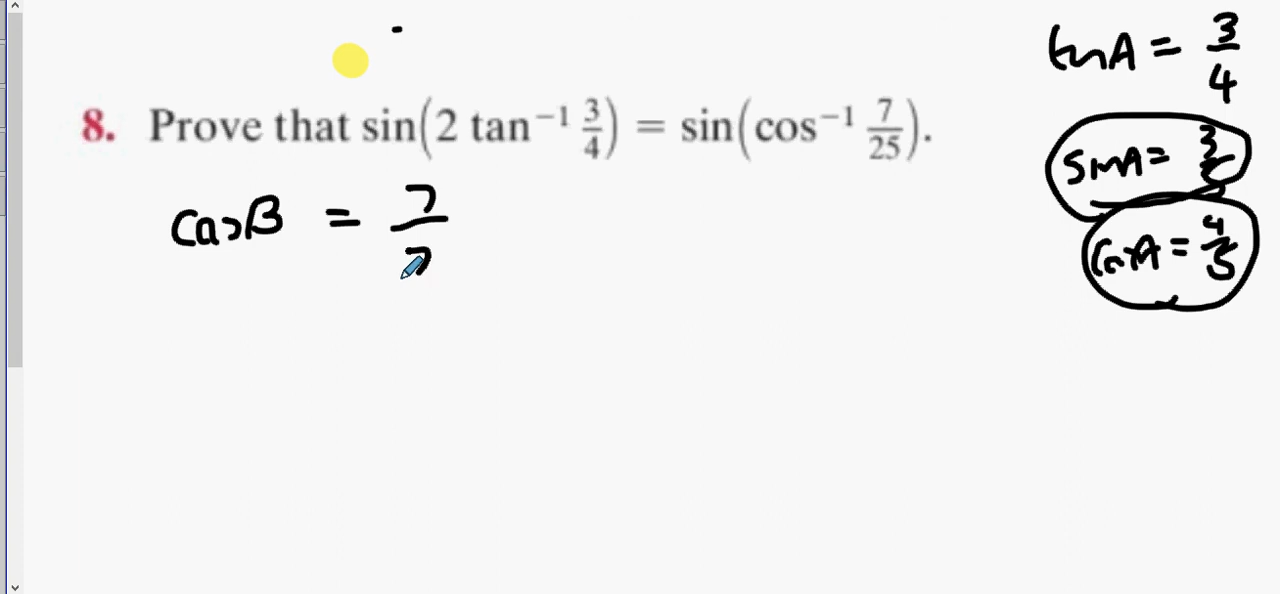 tanA = 3/4
8. Prove that sin(2 tan⁻¹ 3/4) = sin(cos⁻¹ 7/25).
sinA = 3/5
cosB = 7/2
cosA = 4/5